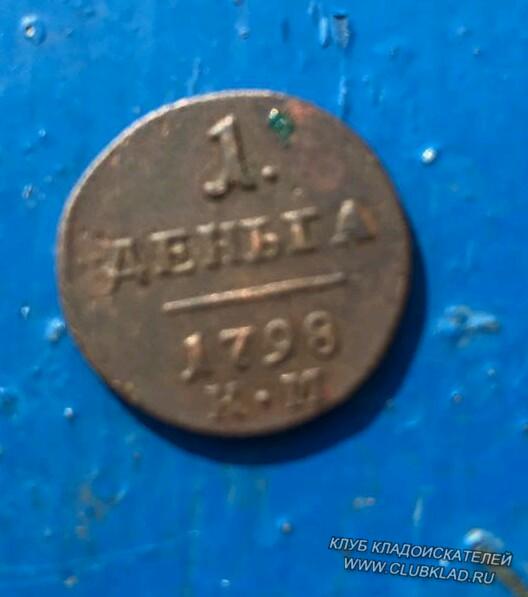 1.
ДЕНЬГА
1798
К•М
КЛУБ КЛАДОИСКАТЕЛЕЙ
WWW.CLUBKLAD.RU